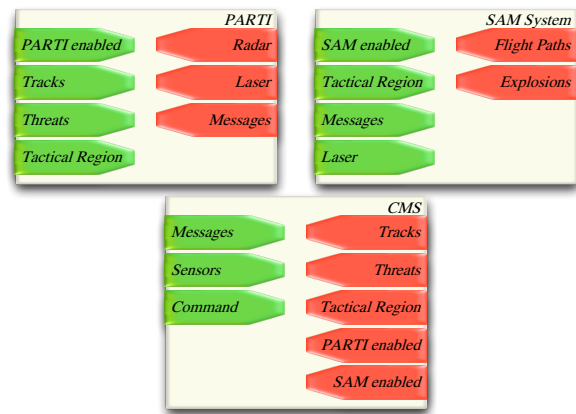 PARTI
PARTI enabled
Radar
Tracks
Laser
Threats
Messages
Tactical Region
SAM System
SAM enabled
Flight Paths
Tactical Region
Explosions
Messages
Laser
CMS
Messages
Tracks
Sensors
Threats
Command
Tactical Region
PARTI enabled
SAM enabled